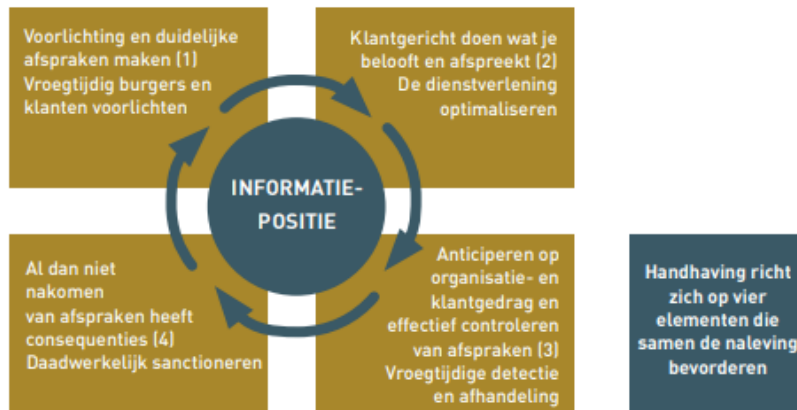 Voorlichting en duidelijke
afspraken maken (1)
Vroegtijdig burgers en
klanten voorlichten
Klantgericht doen wat je
belooft en afspreekt (2)
De dienstverlening
optimaliseren
INFORMATIE-
POSITIE
Al dan niet
nakomen
van afspraken heeft
consequenties (4)
Daadwerkelijk sanctioneren
Anticiperen op
organisatie- en
klantgedrag en
effectief controleren
van afspraken (3)
Vroegtijdige detectie
en afhandeling
Handhaving richt
zich op vier
elementen die
samen de naleving
bevorderen